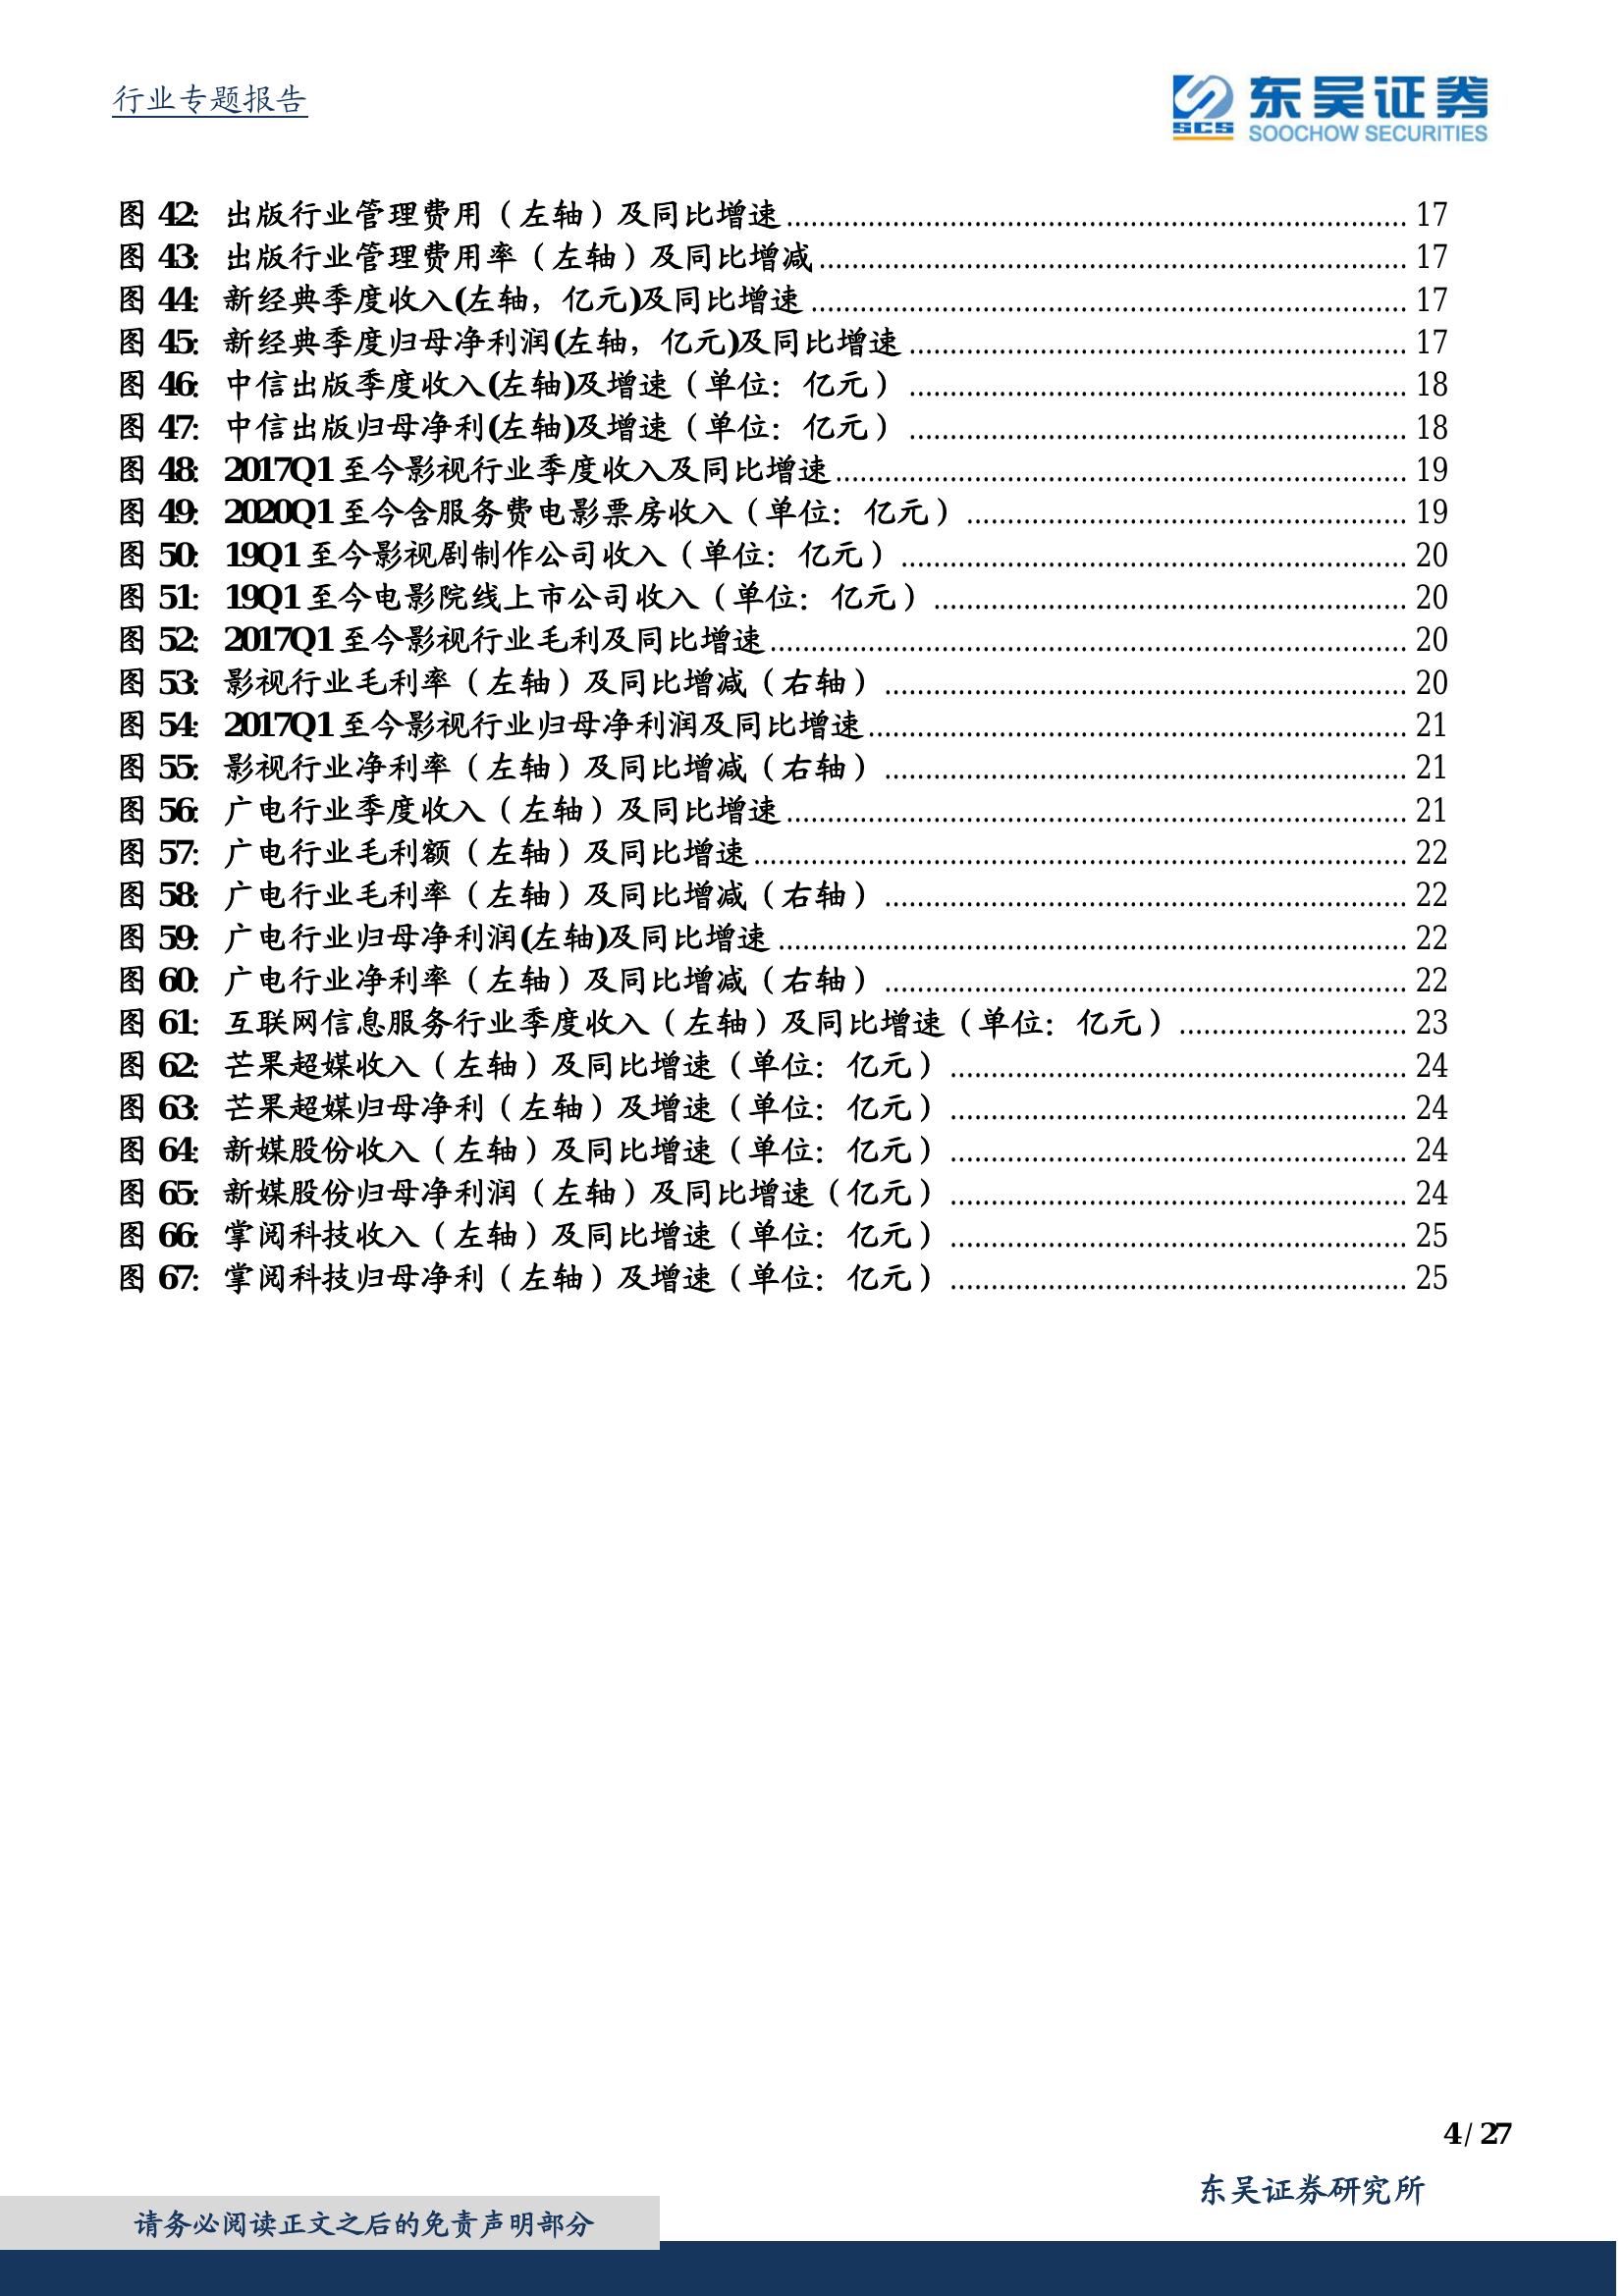 行业专题报告
东吴证券
SCS
SOOCHOW SECURITIES
图 42: 出版行业管理费用（左轴）及同比增速 17
图 43: 出版行业管理费用率（左轴）及同比增减 17
图 44: 新经典季度收入(左轴，亿元)及同比增速 17
图 45: 新经典季度归母净利润(左轴，亿元)及同比增速 17
图 46: 中信出版季度收入(左轴)及增速（单位：亿元） 18
图 47: 中信出版归母净利(左轴)及增速（单位：亿元） 18
图 48: 2017Q1 至今影视行业季度收入及同比增速 19
图 49: 2020Q1 至今含服务费电影票房收入（单位：亿元） 19
图 50: 19Q1 至今影视剧制作公司收入（单位：亿元） 20
图 51: 19Q1 至今电影院线上市公司收入（单位：亿元） 20
图 52: 2017Q1 至今影视行业毛利及同比增速 20
图 53: 影视行业毛利率（左轴）及同比增减（右轴） 20
图 54: 2017Q1 至今影视行业归母净利润及同比增速 21
图 55: 影视行业净利率（左轴）及同比增减（右轴） 21
图 56: 广电行业季度收入（左轴）及同比增速 21
图 57: 广电行业毛利额（左轴）及同比增速 22
图 58: 广电行业毛利率（左轴）及同比增减（右轴） 22
图 59: 广电行业归母净利润(左轴)及同比增速 22
图 60: 广电行业净利率（左轴）及同比增减（右轴） 22
图 61: 互联网信息服务行业季度收入（左轴）及同比增速（单位：亿元） 23
图 62: 芒果超媒收入（左轴）及同比增速（单位：亿元） 24
图 63: 芒果超媒归母净利（左轴）及增速（单位：亿元） 24
图 64: 新媒股份收入（左轴）及同比增速（单位：亿元） 24
图 65: 新媒股份归母净利润（左轴）及同比增速（亿元） 24
图 66: 掌阅科技收入（左轴）及同比增速（单位：亿元） 25
图 67: 掌阅科技归母净利（左轴）及增速（单位：亿元） 25
4 / 27
东吴证券研究所
请务必阅读正文之后的免责声明部分